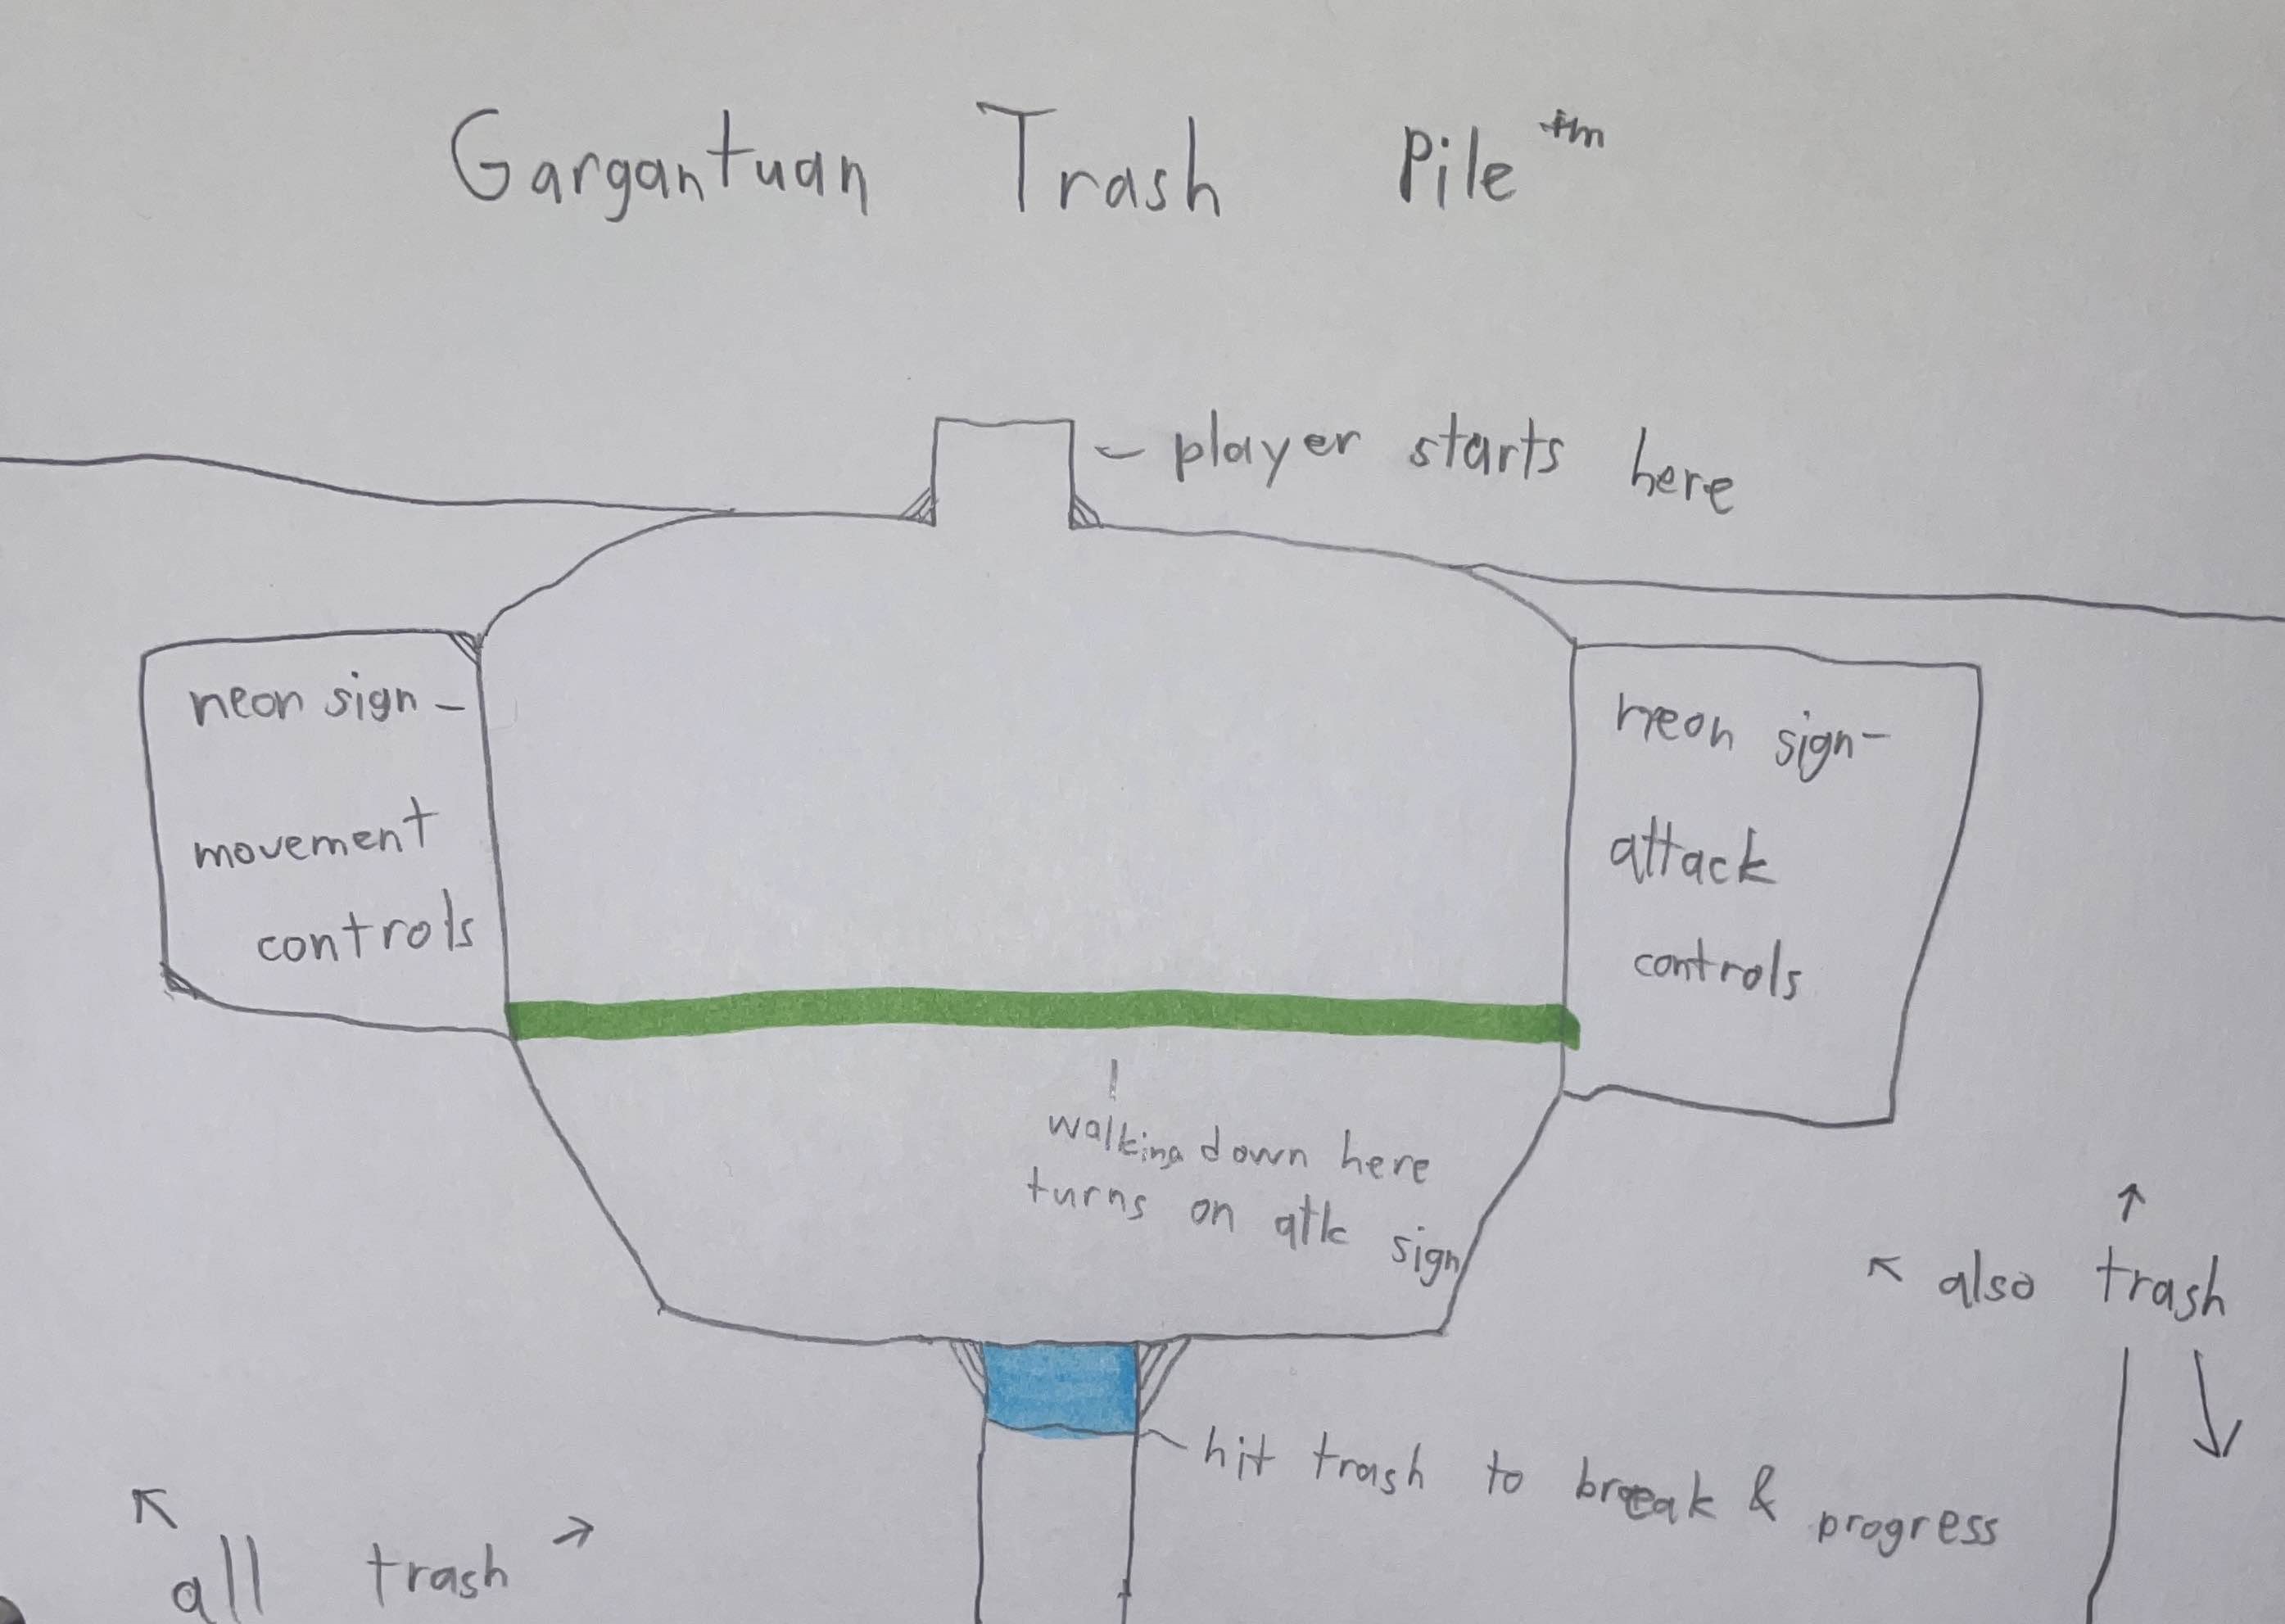 Gargantuan Trash Pile tm
player starts here
neon sign -
movement
controls
neon sign -
attack
controls
walking down here
turns on atk sign
also trash
hit trash to break & progress
all trash